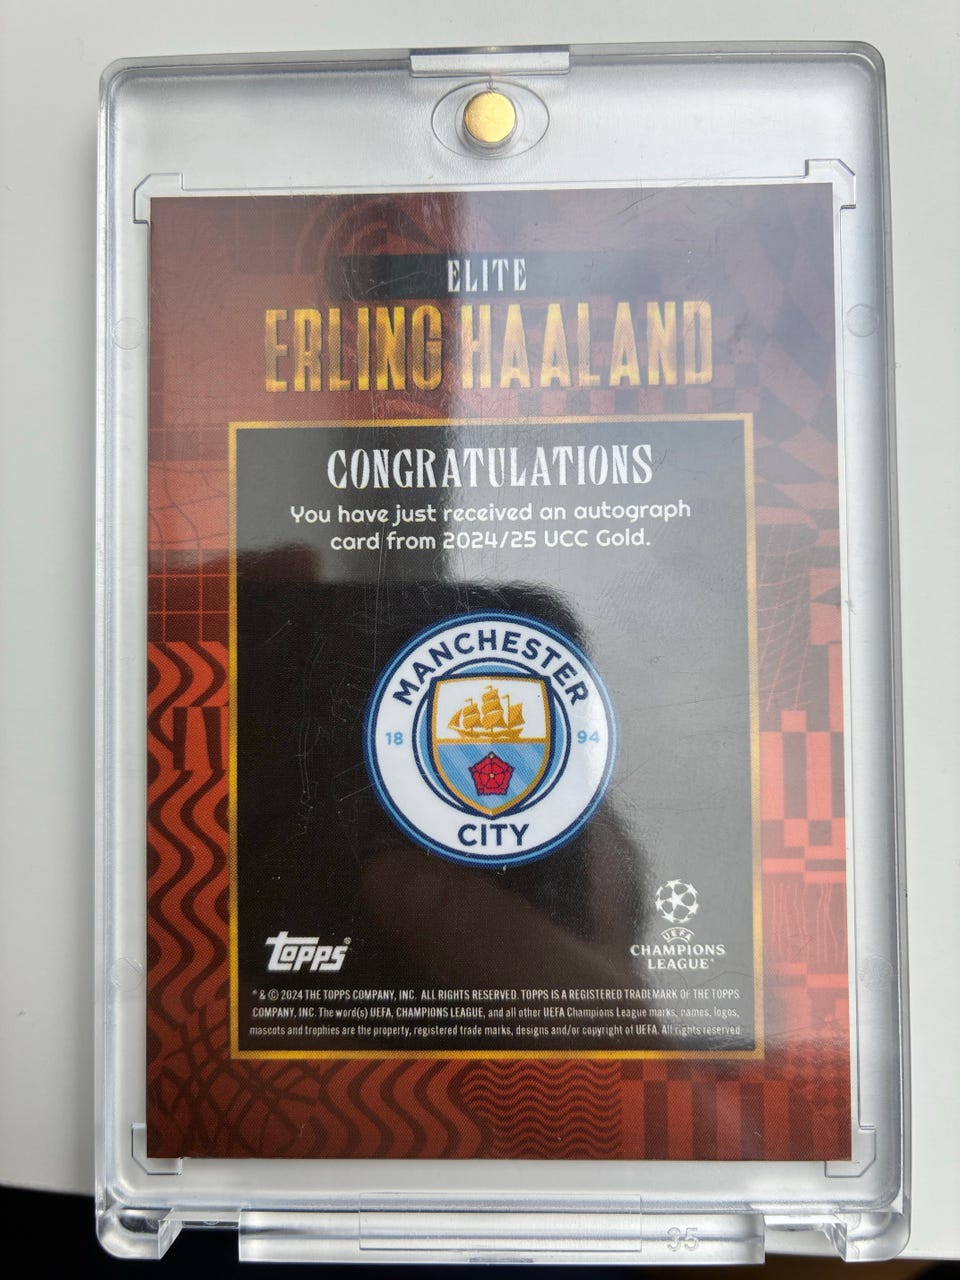 ELITE
ERLING HAALAND
CONGRATULATIONS
You have just received an autograph
card from 2024/25 UCC Gold.
MANCHESTER
18 94
CITY
topps®
UEFA
CHAMPIONS
LEAGUE®
® & © 2024 THE TOPPS COMPANY, INC. ALL RIGHTS RESERVED. TOPPS IS A REGISTERED TRADEMARK OF THE TOPPS
COMPANY, INC. The word(s) UEFA, CHAMPIONS LEAGUE, and all other UEFA Champions League marks, names, logos,
mascots and trophies are the property, registered trade marks, designs and/or copyright of UEFA. All rights reserved.
35